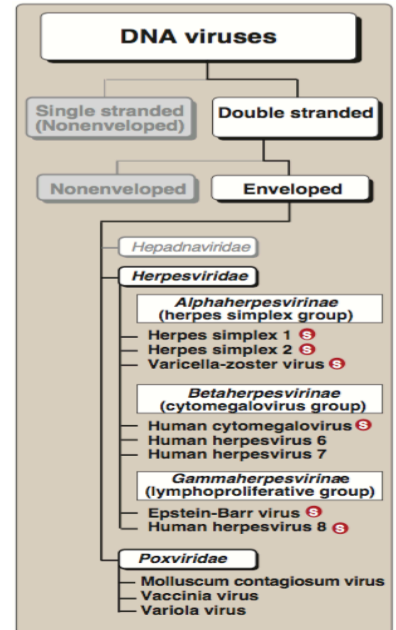 DNA viruses
Single stranded
(Nonenveloped)
Double stranded
Nonenveloped
Enveloped
Hepadnaviridae
Herpesviridae
Alphaherpesvirinae
(herpes simplex group)
Herpes simplex 1 S
Herpes simplex 2 S
Varicella-zoster virus S
Betaherpesvirinae
(cytomegalovirus group)
Human cytomegalovirus S
Human herpesvirus 6
Human herpesvirus 7
Gammaherpesvirinae
(lymphoproliferative group)
Epstein-Barr virus S
Human herpesvirus 8 S
Poxviridae
Molluscum contagiosum virus
Vaccinia virus
Variola virus